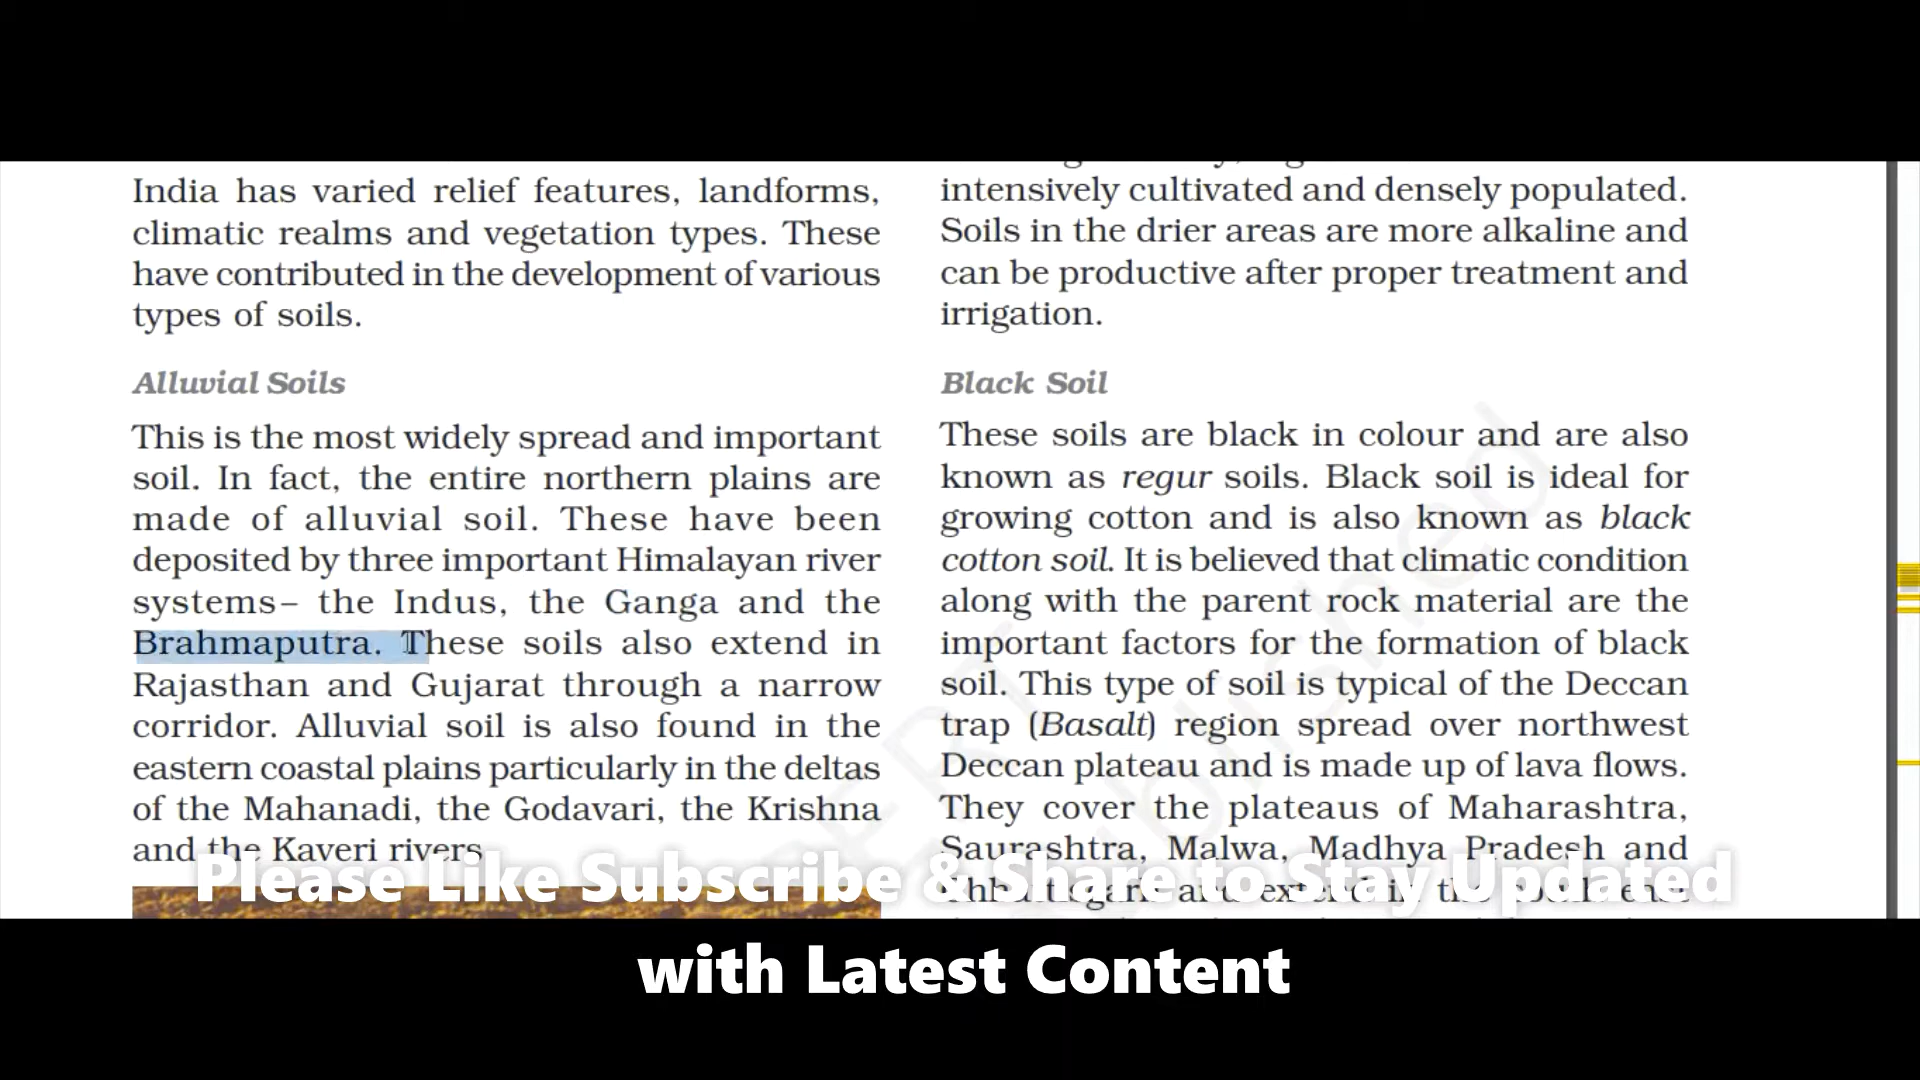 India has varied relief features, landforms,
climatic realms and vegetation types. These
have contributed in the development of various
types of soils.
Alluvial Soils
This is the most widely spread and important
soil. In fact, the entire northern plains are
made of alluvial soil. These have been
deposited by three important Himalayan river
systems– the Indus, the Ganga and the
Brahmaputra. These soils also extend in
Rajasthan and Gujarat through a narrow
corridor. Alluvial soil is also found in the
eastern coastal plains particularly in the deltas
of the Mahanadi, the Godavari, the Krishna
and the Kaveri rivers
intensively cultivated and densely populated.
Soils in the drier areas are more alkaline and
can be productive after proper treatment and
irrigation.
Black Soil
These soils are black in colour and are also
known as regur soils. Black soil is ideal for
growing cotton and is also known as black
cotton soil. It is believed that climatic condition
along with the parent rock material are the
important factors for the formation of black
soil. This type of soil is typical of the Deccan
trap (Basalt) region spread over northwest
Deccan plateau and is made up of lava flows.
They cover the plateaus of Maharashtra,
Saurashtra, Malwa, Madhya Pradesh and
Please Like Subscribe & Share to Stay Updated
with Latest Content